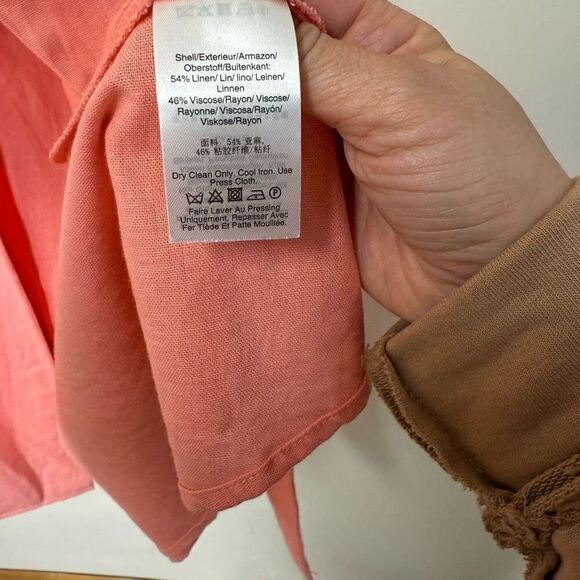 Shell/Exterieur/Armazon/
Oberstoff/Buitenkant:
54% Linen/ Lin/ lino/ Leinen/
Linnen
46% Viscose/Rayon/ Viscose/
Rayonne/ Viscosa/Rayón/
Viskose/Rayon
面料: 54% 亚麻,
46% 粘胶纤维/粘纤
Dry Clean Only. Cool Iron. Use
Press Cloth.
Faire Laver Au Pressing
Uniquement, Repasser Avec
Fer Tiède Et Patte Mouillée.